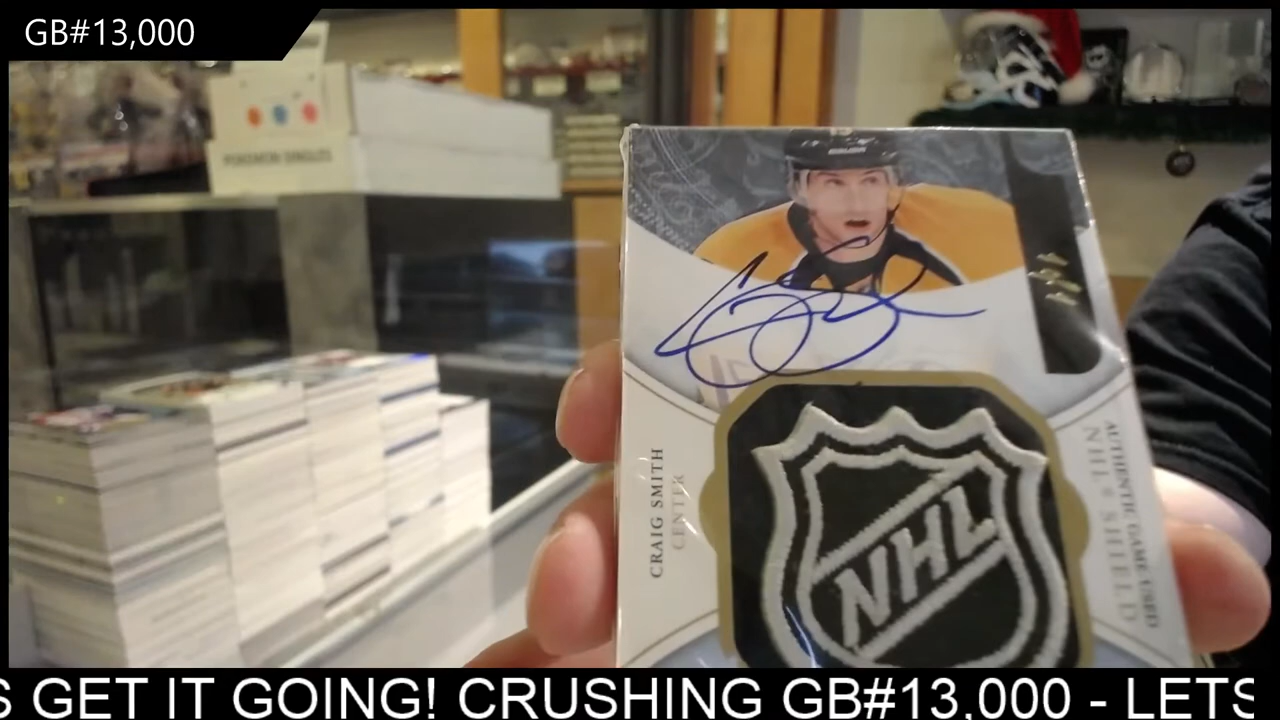 GB#13,000
POKEMON SINGLES
CRAIG SMITH
CENTER
AUTHENTIC GAME-USED
NHL SHIELD
NHL
S GET IT GOING! CRUSHING GB#13,000 - LETS